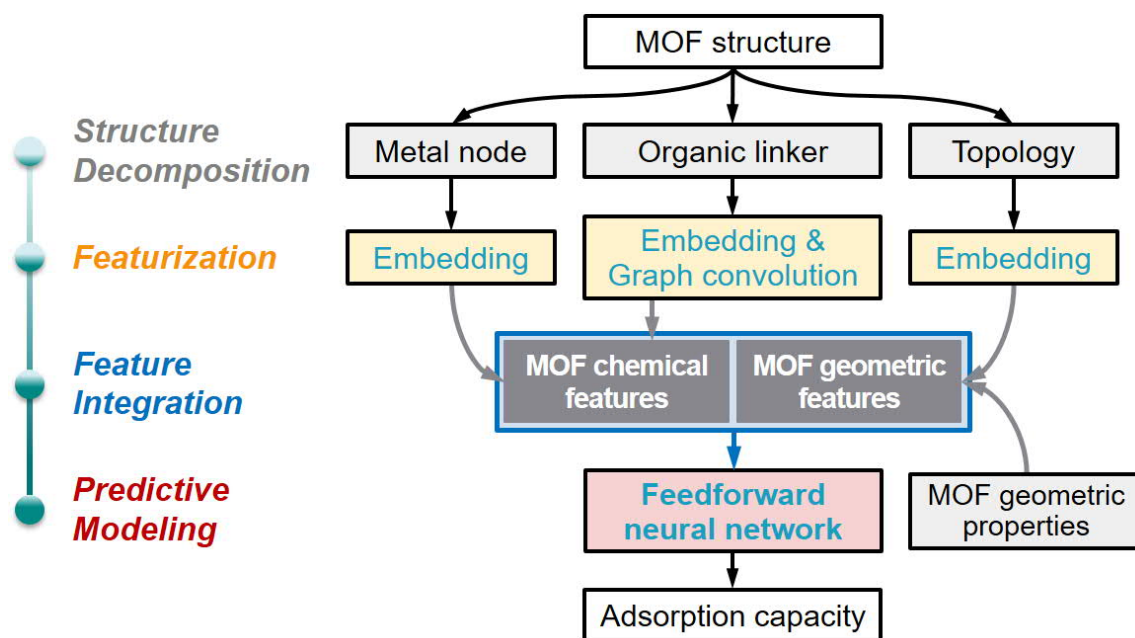 MOF structure
Structure
Decomposition
Metal node
Organic linker
Topology
Featurization
Embedding
Embedding &
Graph convolution
Embedding
Feature
Integration
MOF chemical
features
MOF geometric
features
Predictive
Modeling
Feedforward
neural network
MOF geometric
properties
Adsorption capacity